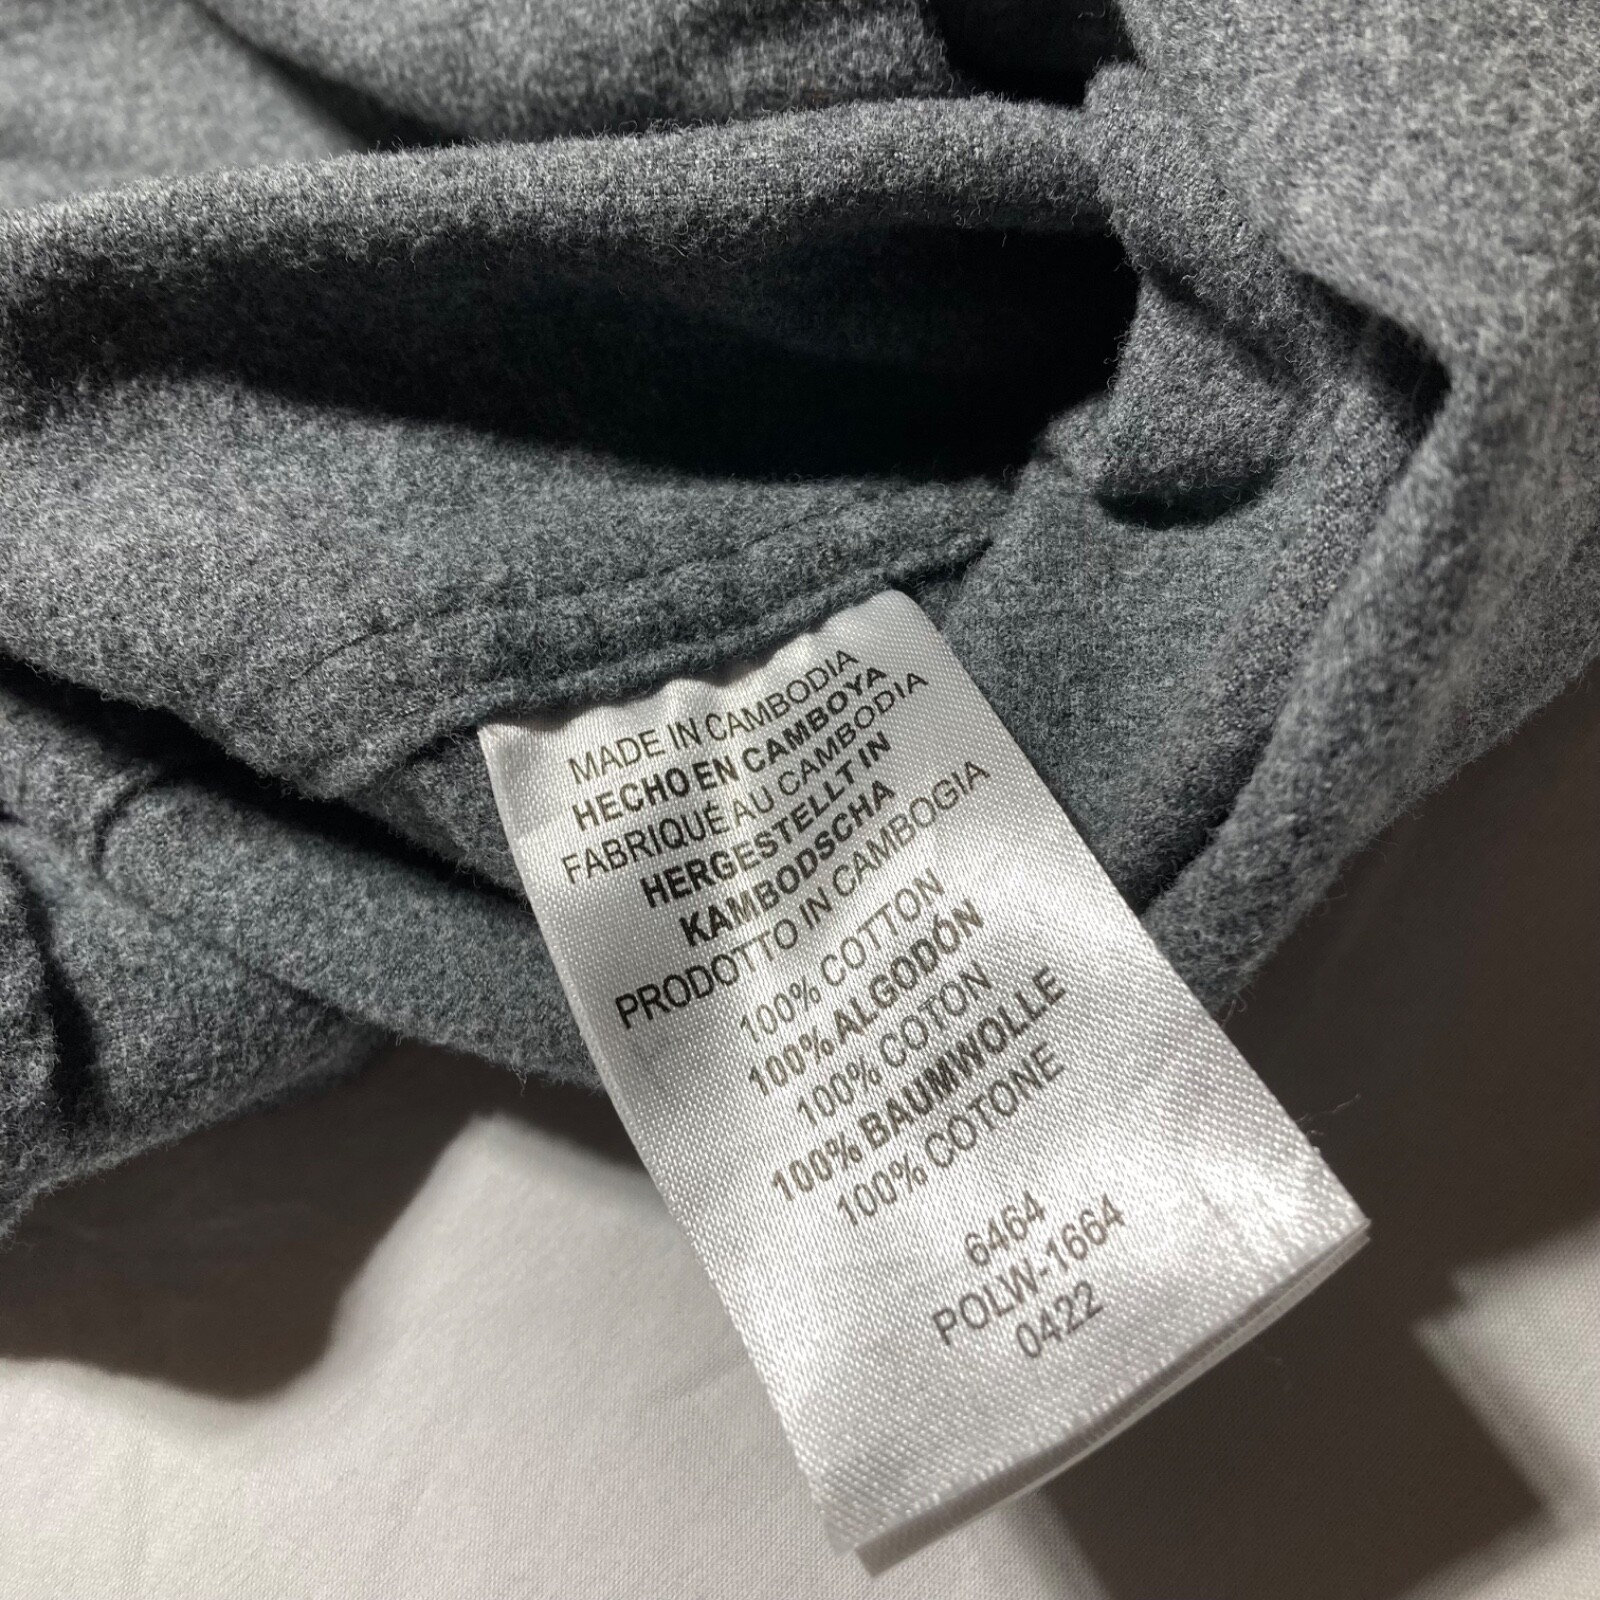 MADE IN CAMBODIA
HECHO EN CAMBOYA
FABRIQUÉ AU CAMBODIA
HERGESTELLT IN
KAMBODSCHA
PRODOTTO IN CAMBOGIA
100% COTTON
100% ALGODÓN
100% COTON
100% BAUMWOLLE
100% COTONE
6464
POLW-1664
0422